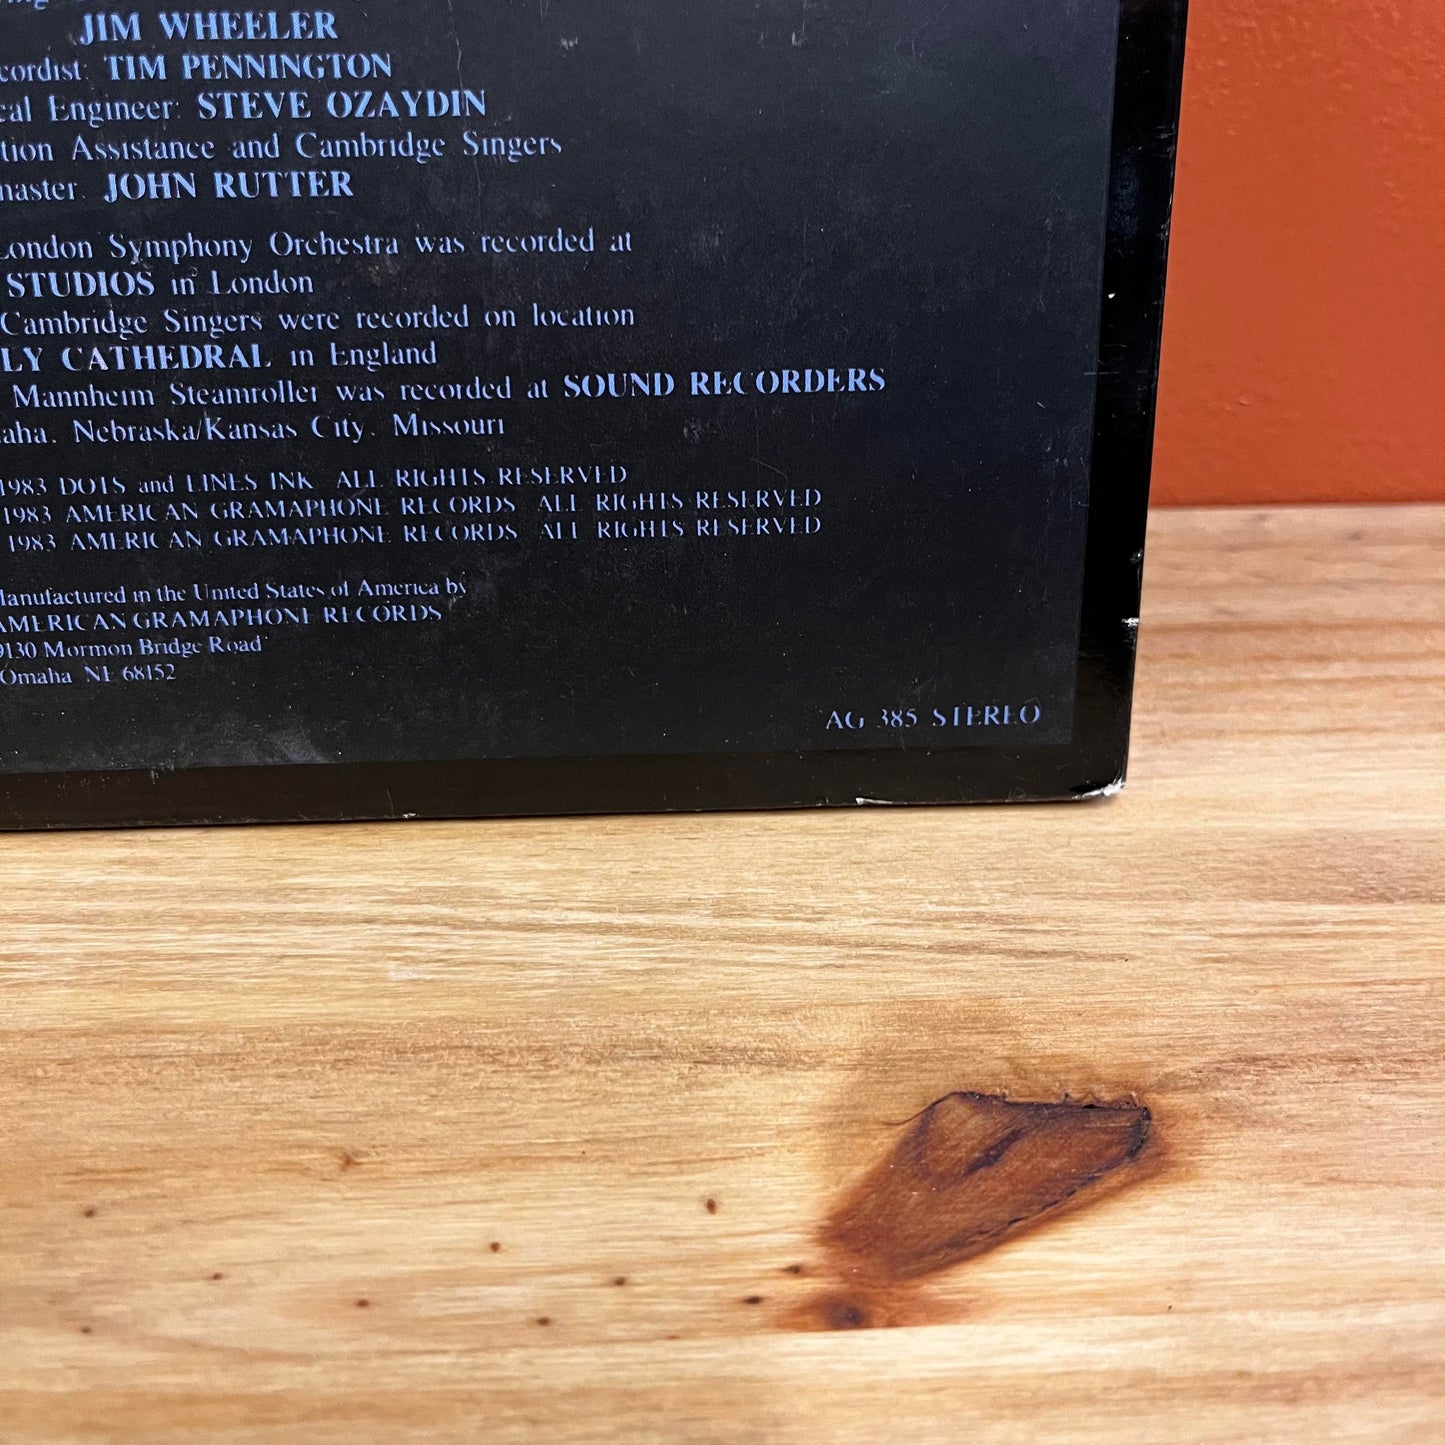 JIM WHEELER
cordist: TIM PENNINGTON
cal Engineer: STEVE OZAYDIN
tion Assistance and Cambridge Singers
master: JOHN RUTTER
London Symphony Orchestra was recorded at
STUDIOS in London
Cambridge Singers were recorded on location
LY CATHEDRAL in England
Mannheim Steamroller was recorded at SOUND RECORDERS
aha, Nebraska/Kansas City, Missouri
1983 DOTS and LINES INK ALL RIGHTS RESERVED
1983 AMERICAN GRAMAPHONE RECORDS ALL RIGHTS RESERVED
1983 AMERICAN GRAMAPHONE RECORDS ALL RIGHTS RESERVED
Manufactured in the United States of America by
AMERICAN GRAMAPHONE RECORDS
9130 Mormon Bridge Road
Omaha NE 68152
AG 385 STEREO